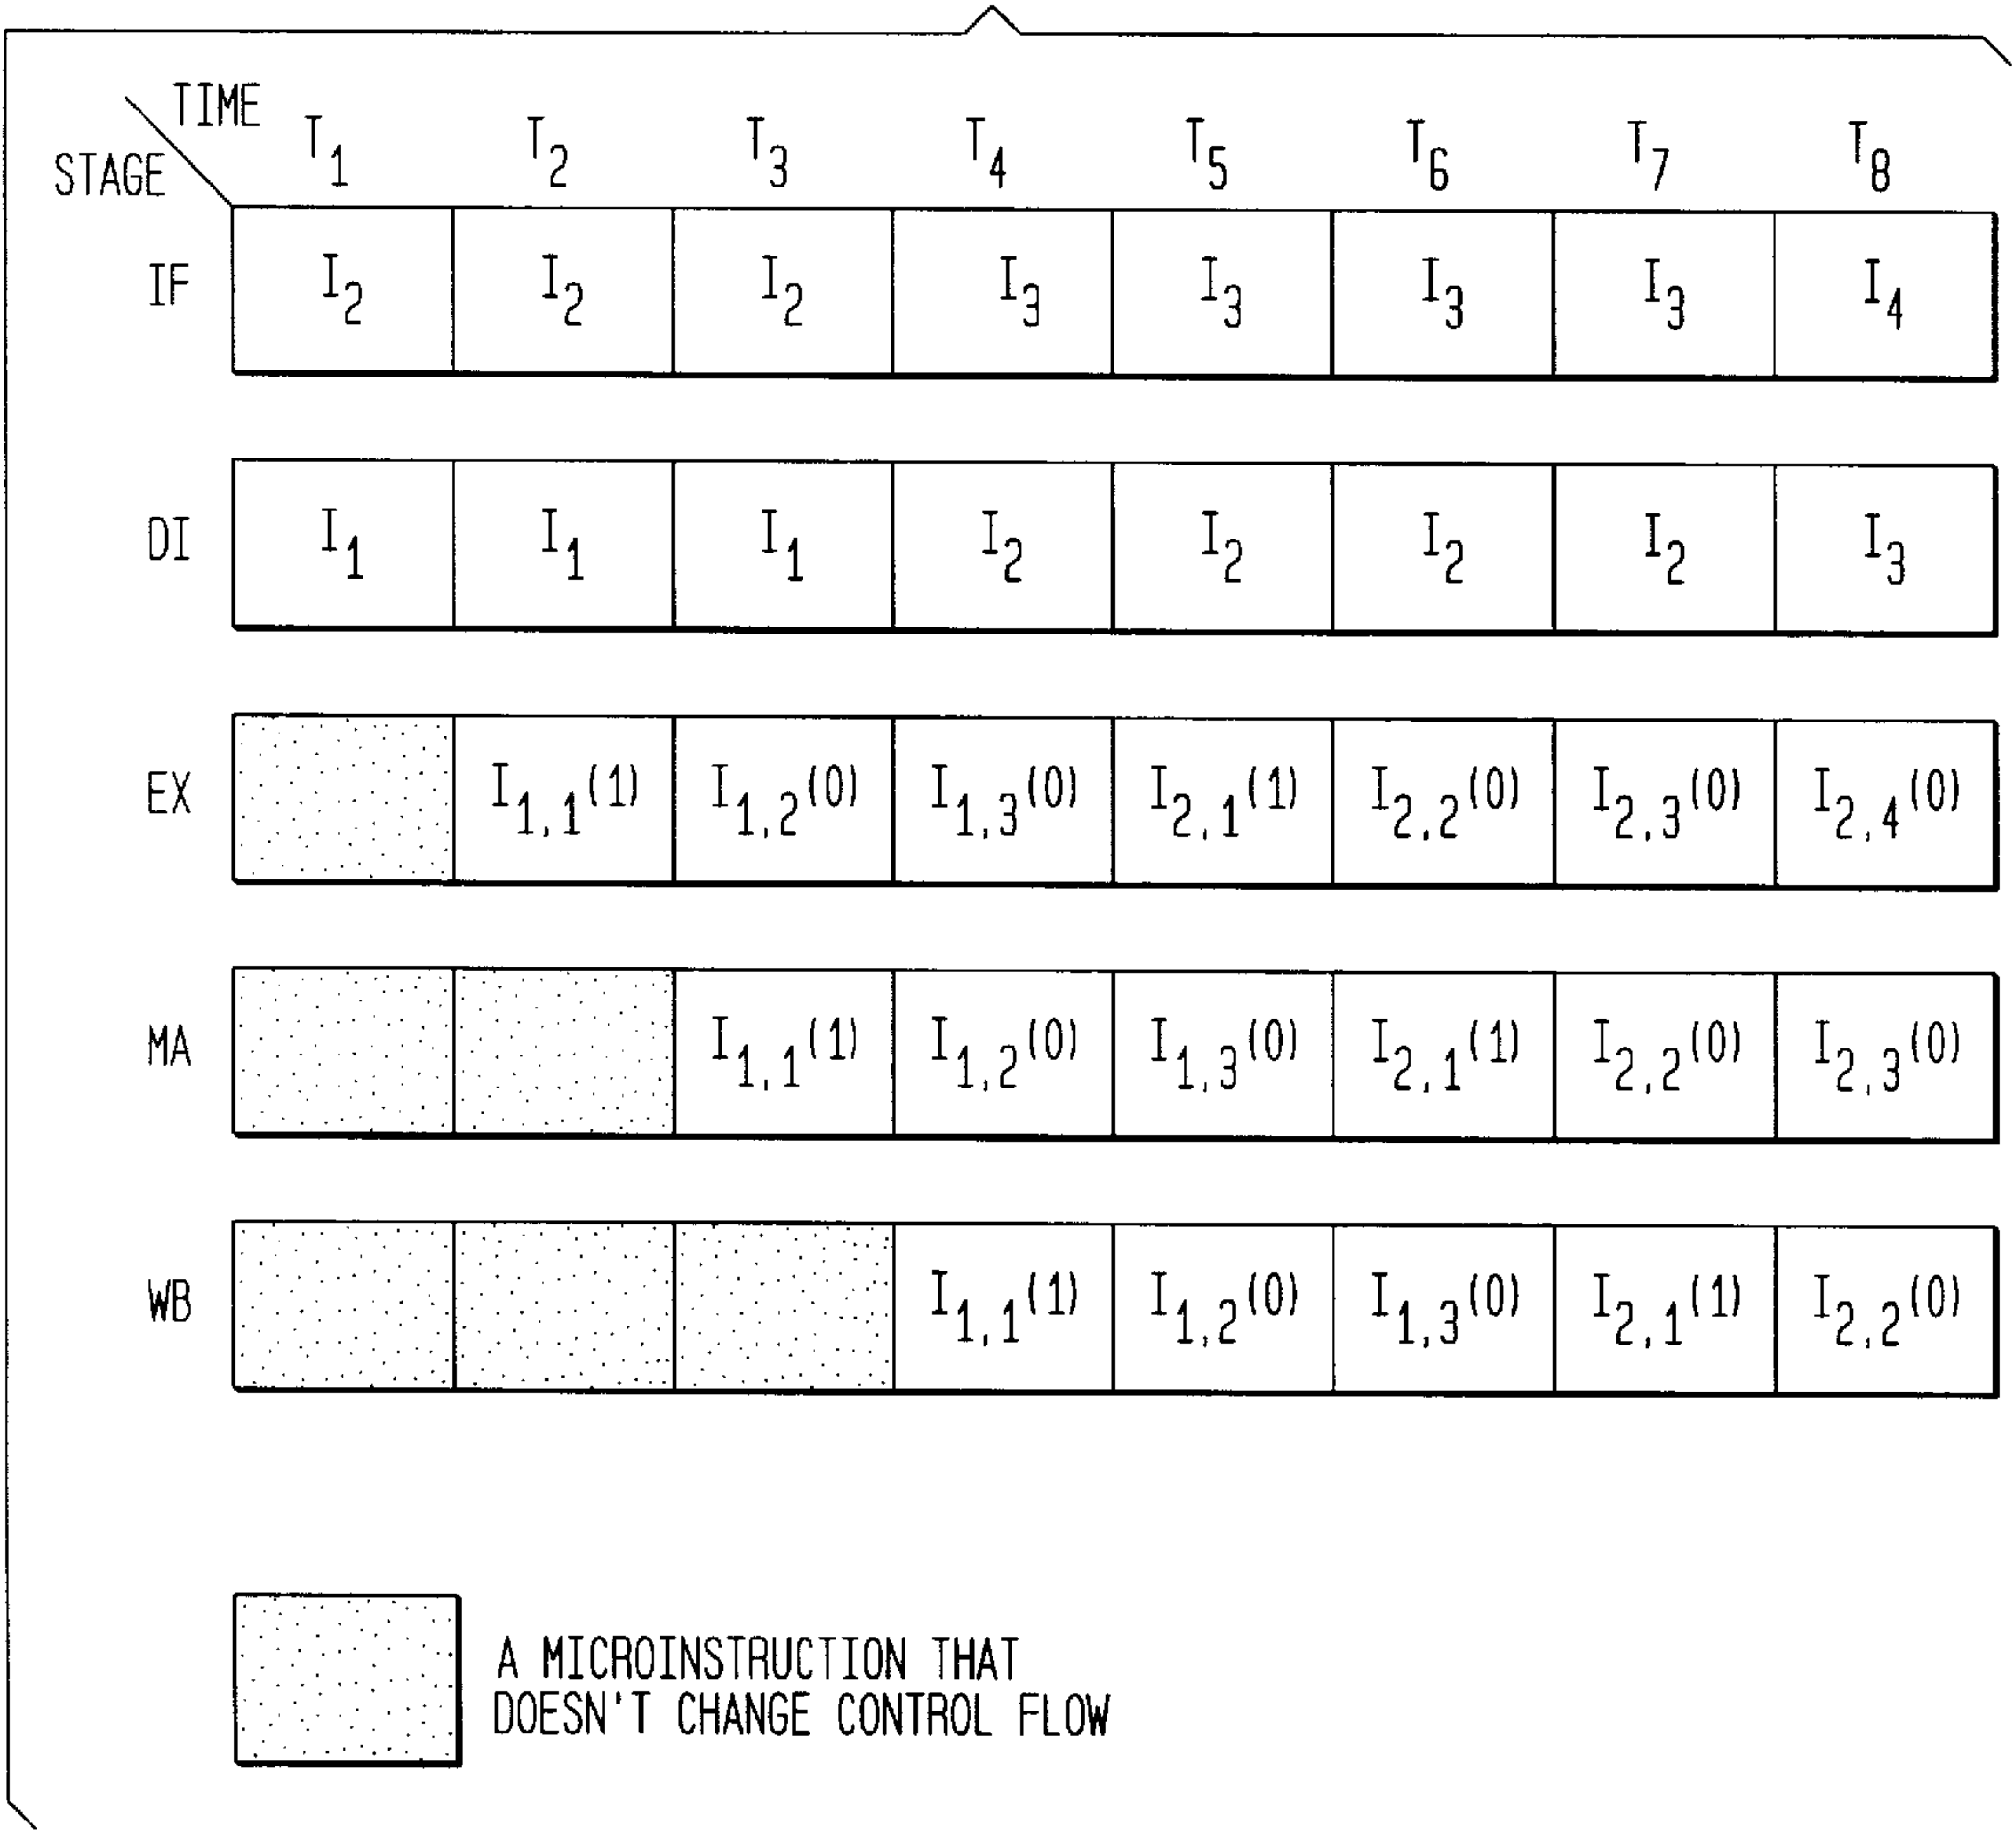 TIME
STAGE T1 T2 T3 T4 T5 T6 T7 T8
IF I2 I2 I2 I3 I3 I3 I3 I4
DI I1 I1 I1 I2 I2 I2 I2 I3
EX I1,1(1) I1,2(0) I1,3(0) I2,1(1) I2,2(0) I2,3(0) I2,4(0)
MA I1,1(1) I1,2(0) I1,3(0) I2,1(1) I2,2(0) I2,3(0)
WB I1,1(1) I1,2(0) I1,3(0) I2,1(1) I2,2(0)
A MICROINSTRUCTION THAT
DOESN'T CHANGE CONTROL FLOW